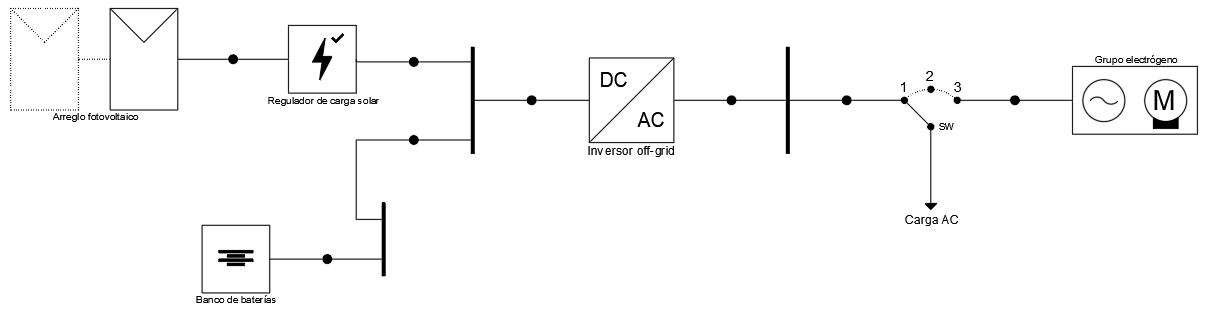 Arreglo fotovoltaico
Regulador de carga solar
Banco de baterías
DC
AC
Inversor off-grid
1
2
3
SW
Carga AC
Grupo electrógeno
M